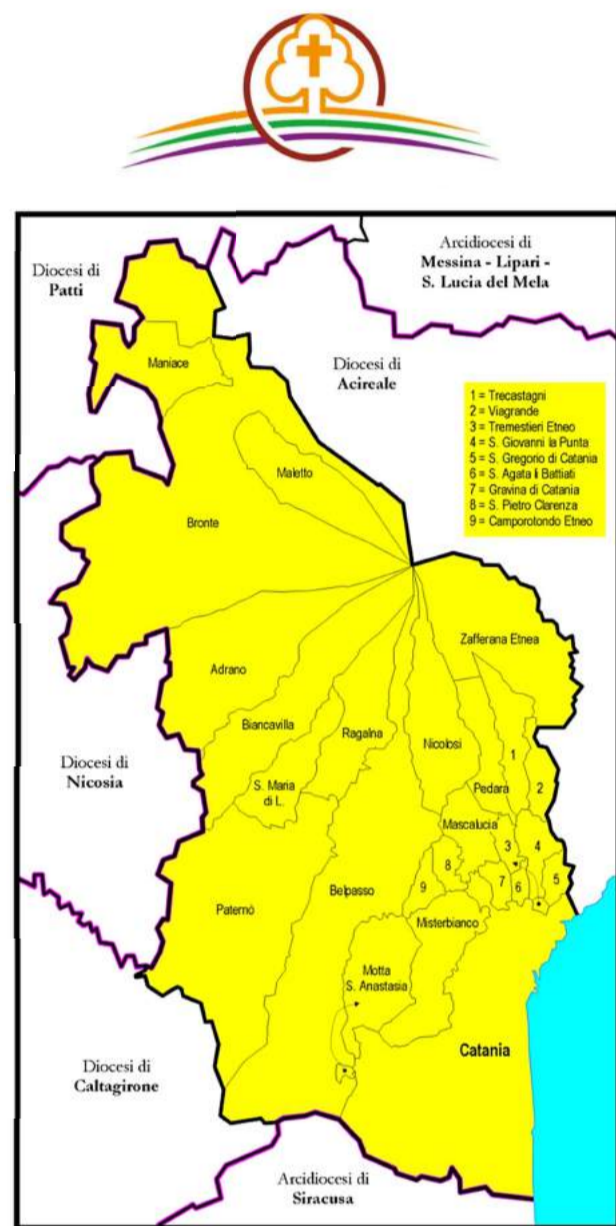 Diocesi di
Patti
Arcidiocesi di
Messina - Lipari -
S. Lucia del Mela
Diocesi di
Acireale
1 = Trecastagni
2 = Viagrande
3 = Tremestieri Etneo
4 = S. Giovanni la Punta
5 = S. Gregorio di Catania
6 = S. Agata li Battiati
7 = Gravina di Catania
8 = S. Pietro Clarenza
9 = Camporotondo Etneo
Maniace
Maletto
Bronte
Zafferana Etnea
Adrano
Biancavilla
Ragalna
Nicolosi
1
2
Diocesi di
Nicosia
S. Maria
di L.
Pedara
Mascalucia
3
4
8
7
6
5
9
Paternò
Belpasso
Misterbianco
Motta
S. Anastasia
Catania
Diocesi di
Caltagirone
Arcidiocesi di
Siracusa